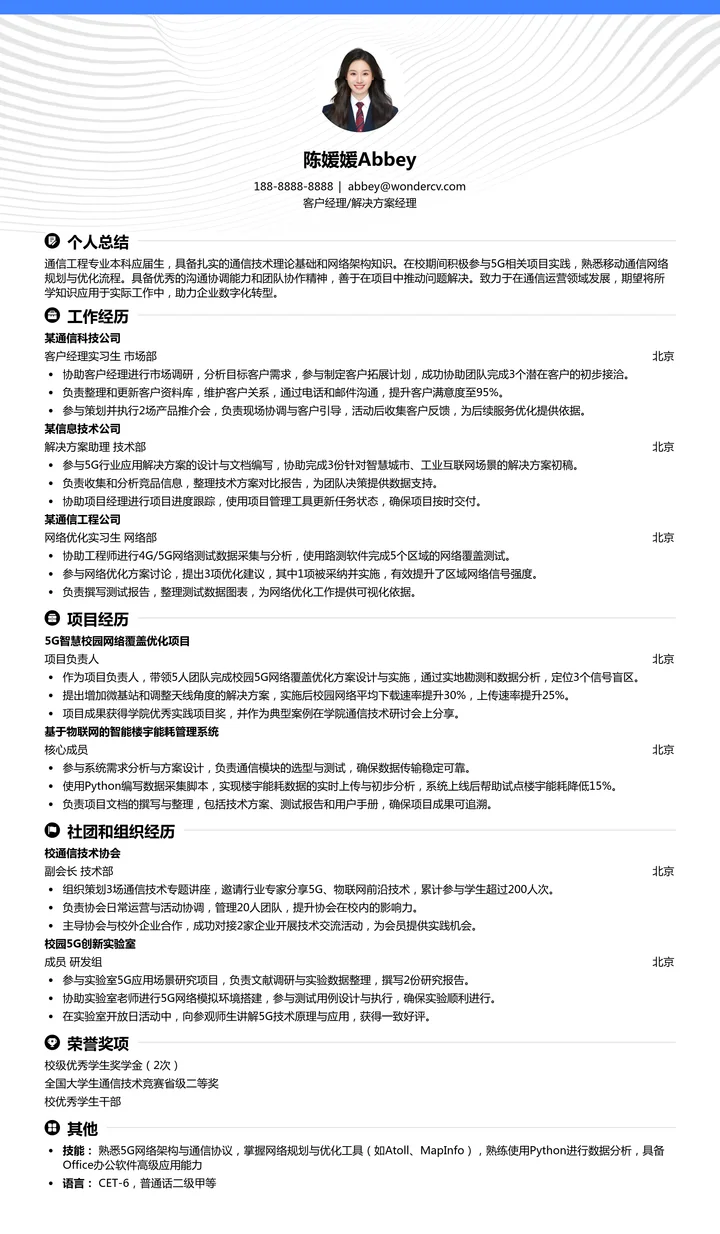 陈媛媛Abbey
188-8888-8888 | abbey@wondercv.com
客户经理/解决方案经理
个人总结
通信工程专业本科应届生，具备扎实的通信技术理论基础和网络架构知识。在校期间积极参与5G相关项目实践，熟悉移动通信网络
规划与优化流程。具备优秀的沟通协调能力和团队协作精神，善于在项目中推动问题解决。致力于在通信运营领域发展，期望将所
学知识应用于实际工作中，助力企业数字化转型。
工作经历
某通信科技公司
客户经理实习生 市场部 北京
• 协助客户经理进行市场调研，分析目标客户需求，参与制定客户拓展计划，成功协助团队完成3个潜在客户的初步接洽。
• 负责整理和更新客户资料库，维护客户关系，通过电话和邮件沟通，提升客户满意度至95%。
• 参与策划并执行2场产品推介会，负责现场协调与客户引导，活动后收集客户反馈，为后续服务优化提供依据。
某信息技术公司
解决方案助理 技术部 北京
• 参与5G行业应用解决方案的设计与文档编写，协助完成3份针对智慧城市、工业互联网场景的解决方案初稿。
• 负责收集和分析竞品信息，整理技术方案对比报告，为团队决策提供数据支持。
• 协助项目经理进行项目进度跟踪，使用项目管理工具更新任务状态，确保项目按时交付。
某通信工程公司
网络优化实习生 网络部 北京
• 协助工程师进行4G/5G网络测试数据采集与分析，使用路测软件完成5个区域的网络覆盖测试。
• 参与网络优化方案讨论，提出3项优化建议，其中1项被采纳并实施，有效提升了区域网络信号强度。
• 负责撰写测试报告，整理测试数据图表，为网络优化工作提供可视化依据。
项目经历
5G智慧校园网络覆盖优化项目
项目负责人 北京
• 作为项目负责人，带领5人团队完成校园5G网络覆盖优化方案设计与实施，通过实地勘测和数据分析，定位3个信号盲区。
• 提出增加微基站和调整天线角度的解决方案，实施后校园网络平均下载速率提升30%，上传速率提升25%。
• 项目成果获得学院优秀实践项目奖，并作为典型案例在学院通信技术研讨会上分享。
基于物联网的智能楼宇能耗管理系统
核心成员 北京
• 参与系统需求分析与方案设计，负责通信模块的选型与测试，确保数据传输稳定可靠。
• 使用Python编写数据采集脚本，实现楼宇能耗数据的实时上传与初步分析，系统上线后帮助试点楼宇能耗降低15%。
• 负责项目文档的撰写与整理，包括技术方案、测试报告和用户手册，确保项目成果可追溯。
社团和组织经历
校通信技术协会
副会长 技术部 北京
• 组织策划3场通信技术专题讲座，邀请行业专家分享5G、物联网前沿技术，累计参与学生超过200人次。
• 负责协会日常运营与活动协调，管理20人团队，提升协会在校内的影响力。
• 主导协会与校外企业合作，成功对接2家企业开展技术交流活动，为会员提供实践机会。
校园5G创新实验室
成员 研发组 北京
• 参与实验室5G应用场景研究项目，负责文献调研与实验数据整理，撰写2份研究报告。
• 协助实验室老师进行5G网络模拟环境搭建，参与测试用例设计与执行，确保实验顺利进行。
• 在实验室开放日活动中，向参观师生讲解5G技术原理与应用，获得一致好评。
荣誉奖项
校级优秀学生奖学金（2次）
全国大学生通信技术竞赛省级二等奖
校优秀学生干部
其他
• 技能： 熟悉5G网络架构与通信协议，掌握网络规划与优化工具（如Atoll、MapInfo），熟练使用Python进行数据分析，具备
Office办公软件高级应用能力
• 语言： CET-6，普通话二级甲等